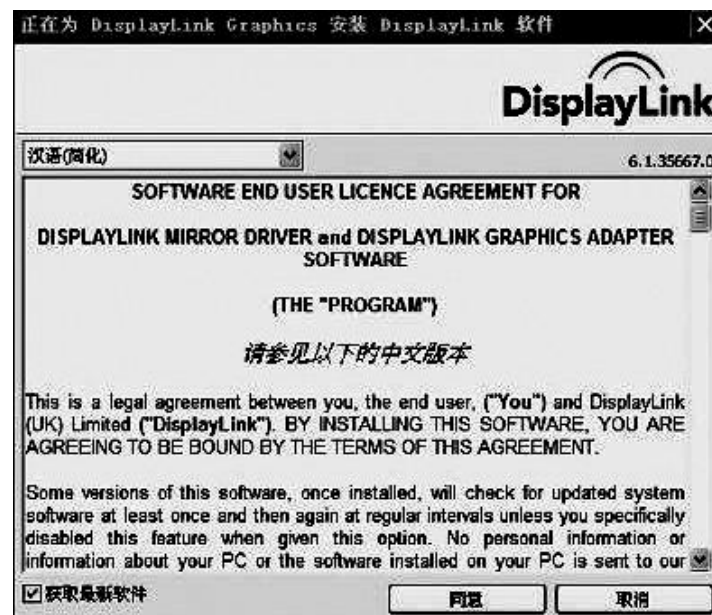 正在为 DisplayLink Graphics 安装 DisplayLink 软件
DisplayLink
汉语(简化)
6.1.35667.0
SOFTWARE END USER LICENCE AGREEMENT FOR
DISPLAYLINK MIRROR DRIVER and DISPLAYLINK GRAPHICS ADAPTER
SOFTWARE
(THE "PROGRAM")
请参见以下的中文版本
This is a legal agreement between you, the end user, ("You") and DisplayLink
(UK) Limited ("DisplayLink"). BY INSTALLING THIS SOFTWARE, YOU ARE
AGREEING TO BE BOUND BY THE TERMS OF THIS AGREEMENT.
Some versions of this software, once installed, will check for updated system
software at least once and then again at regular intervals unless you specifically
disabled this feature when given this option. No personal information or
information about your PC or the software installed on your PC is sent to our
获取最新软件
同意
取消